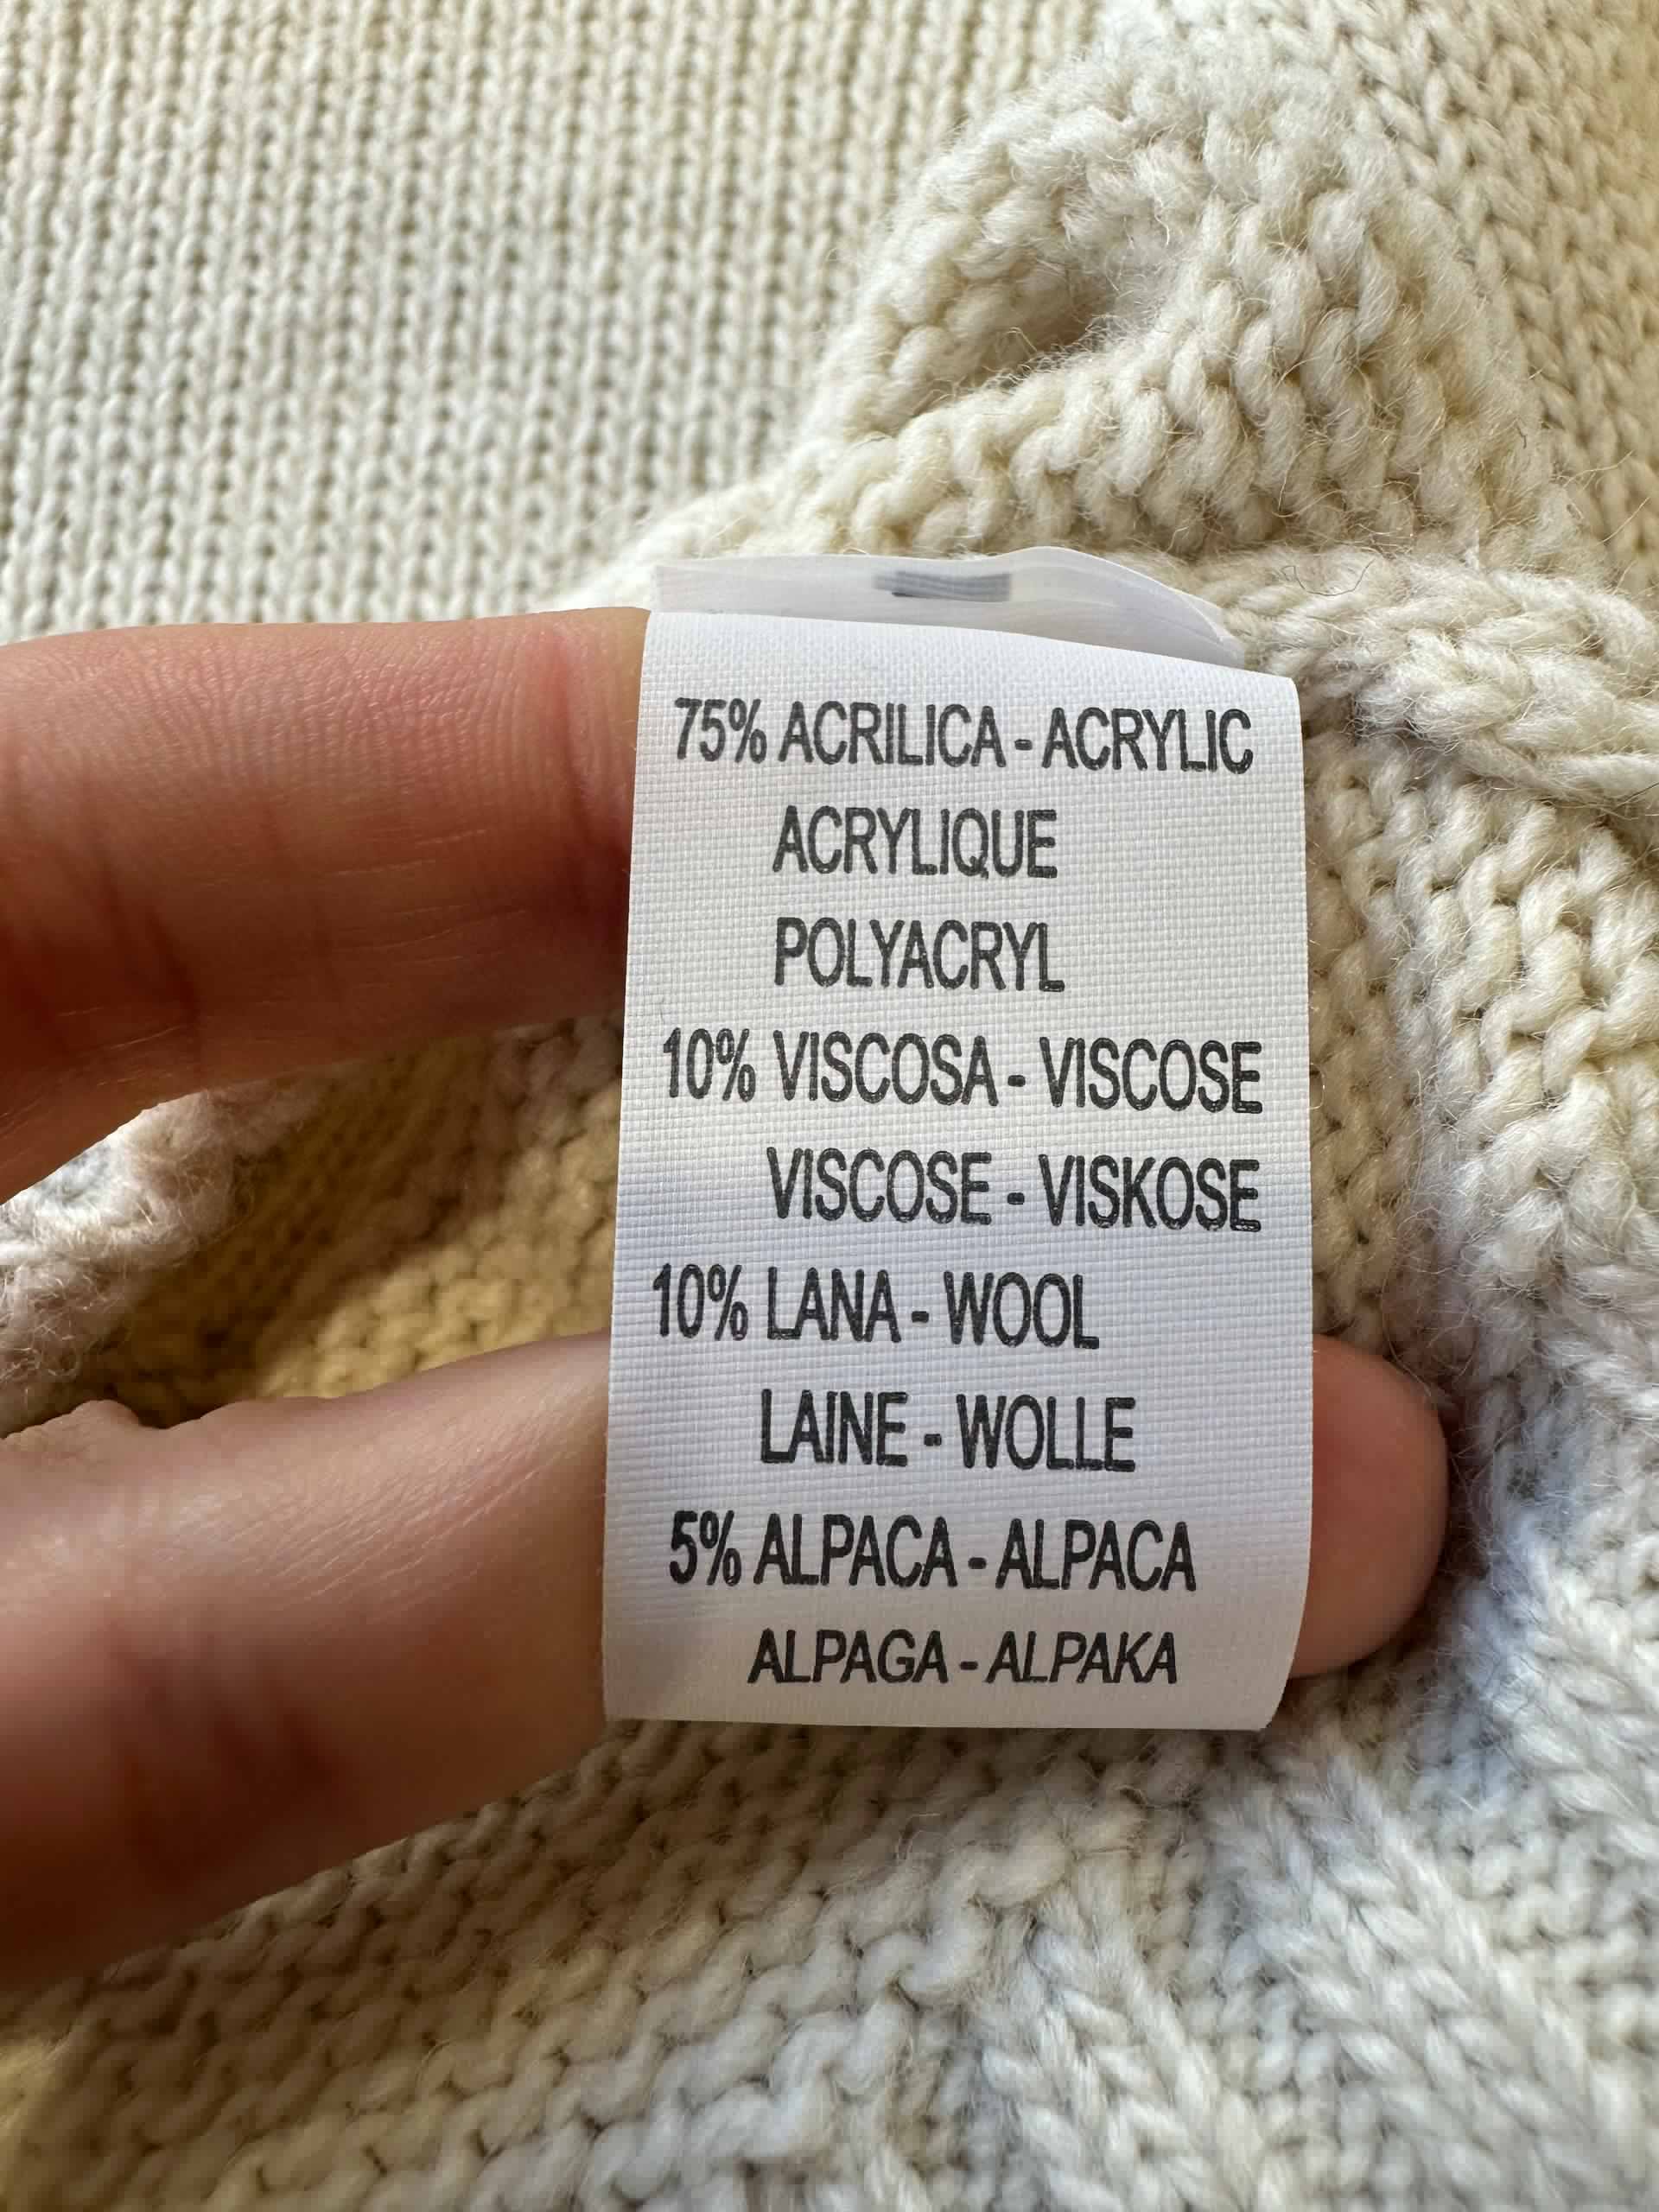 75% ACRILICA - ACRYLIC
ACRYLIQUE
POLYACRYL
10% VISCOSA - VISCOSE
VISCOSE - VISKOSE
10% LANA - WOOL
LAINE - WOLLE
5% ALPACA - ALPACA
ALPAGA - ALPAKA